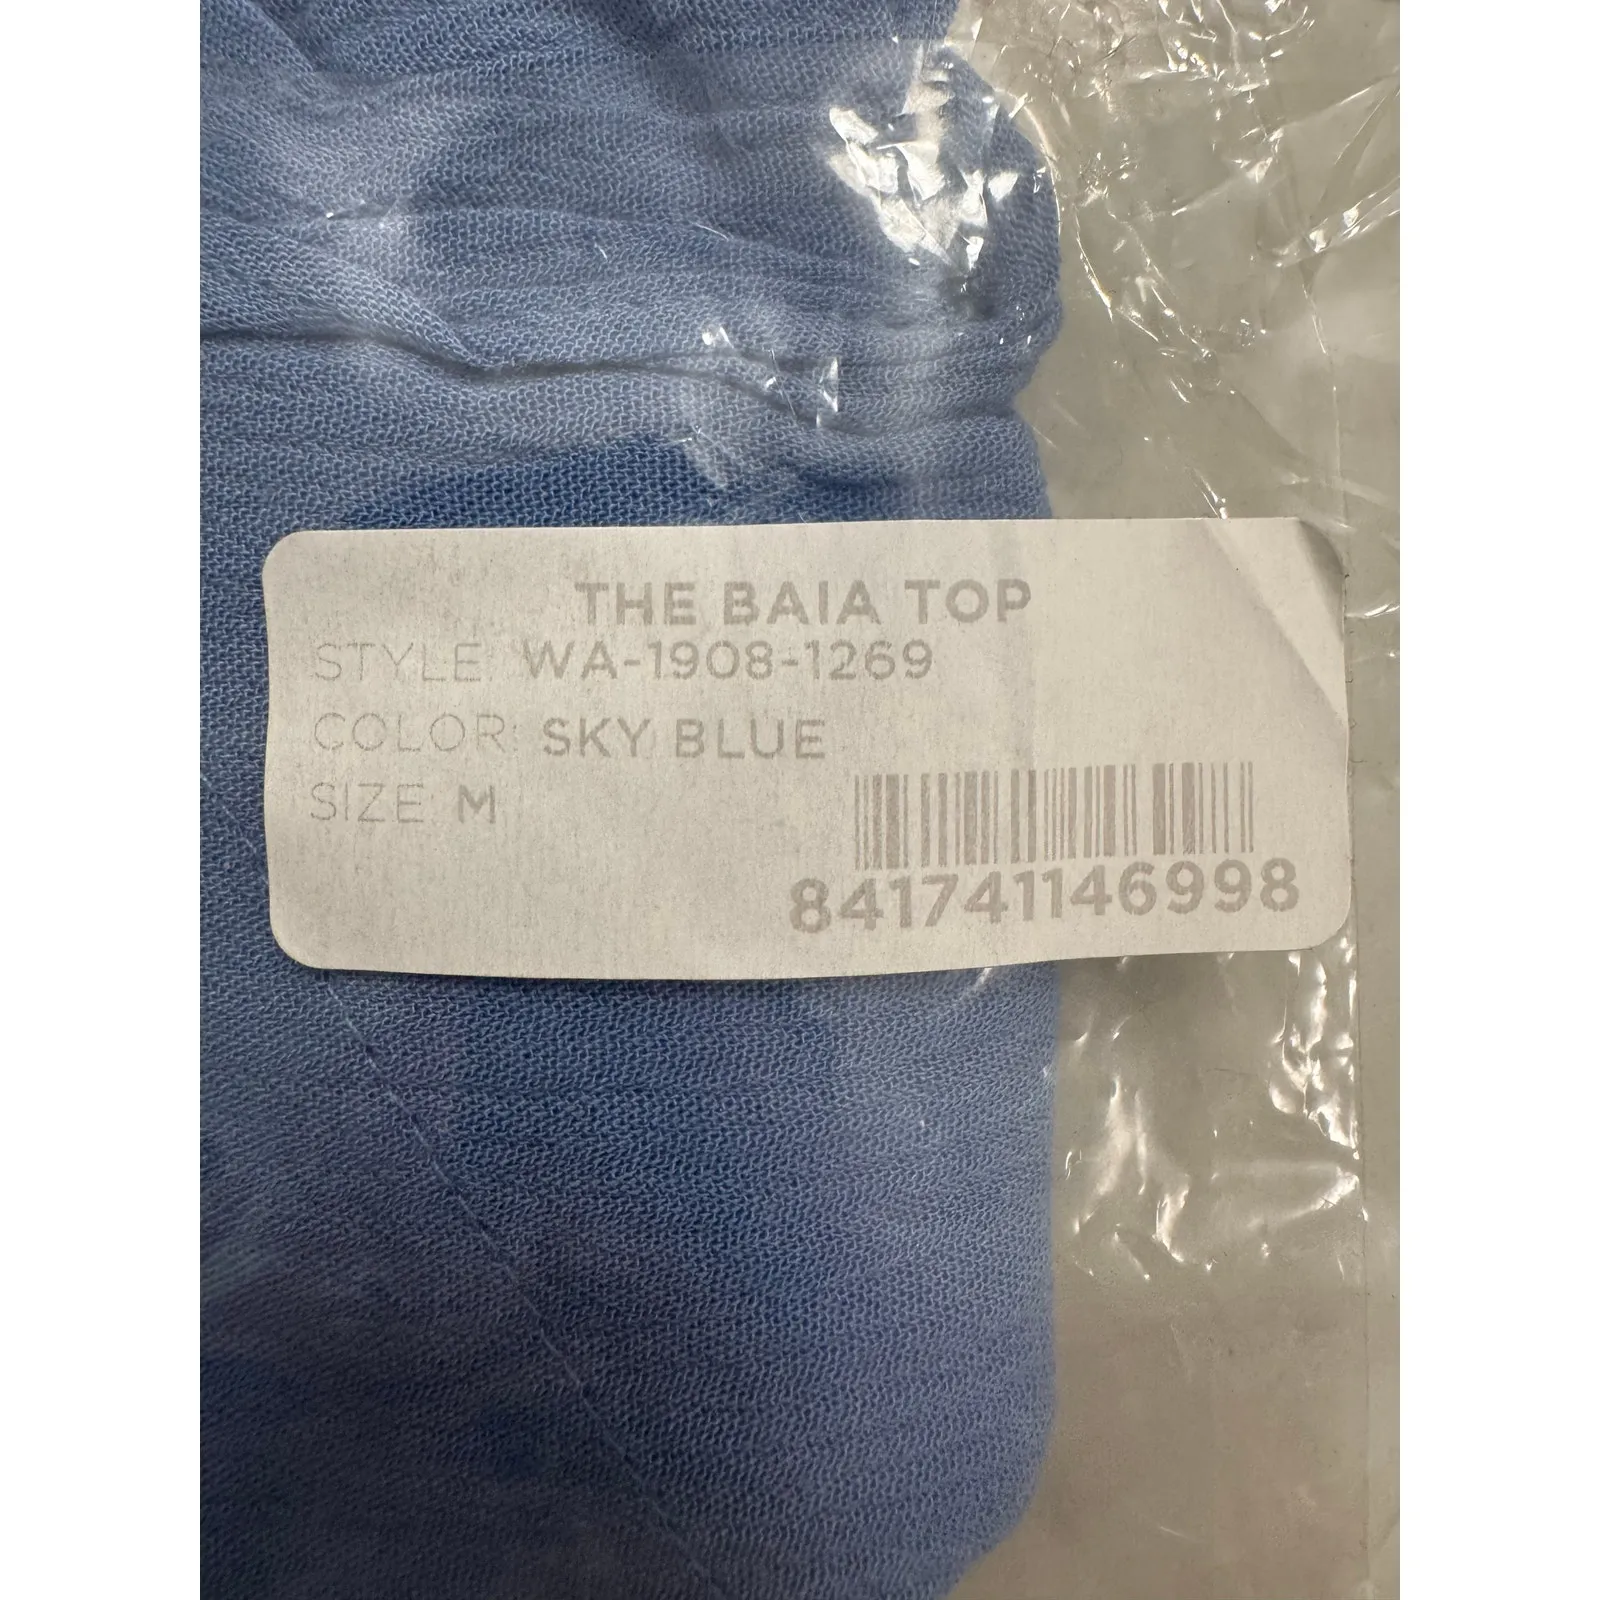 THE BAIA TOP
STYLE: WA-1908-1269
COLOR: SKY BLUE
SIZE: M
841741146998